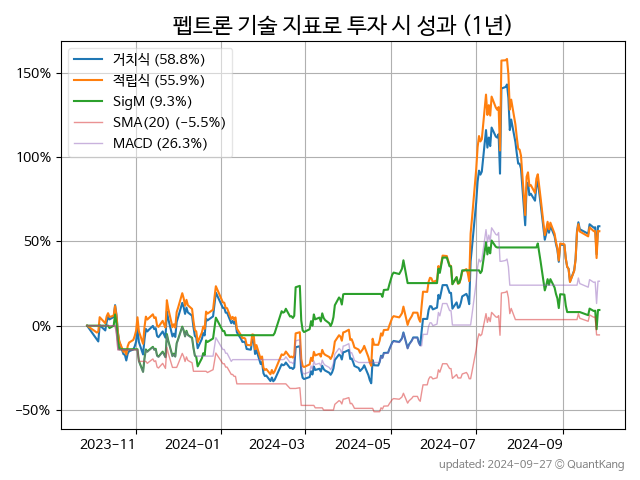 펩트론 기술 지표로 투자 시 성과 (1년)
거치식 (58.8%)
적립식 (55.9%)
SigM (9.3%)
SMA(20) (-5.5%)
MACD (26.3%)
150%
100%
50%
0%
-50%
2023-11 2024-01 2024-03 2024-05 2024-07 2024-09
updated: 2024-09-27 © QuantKang